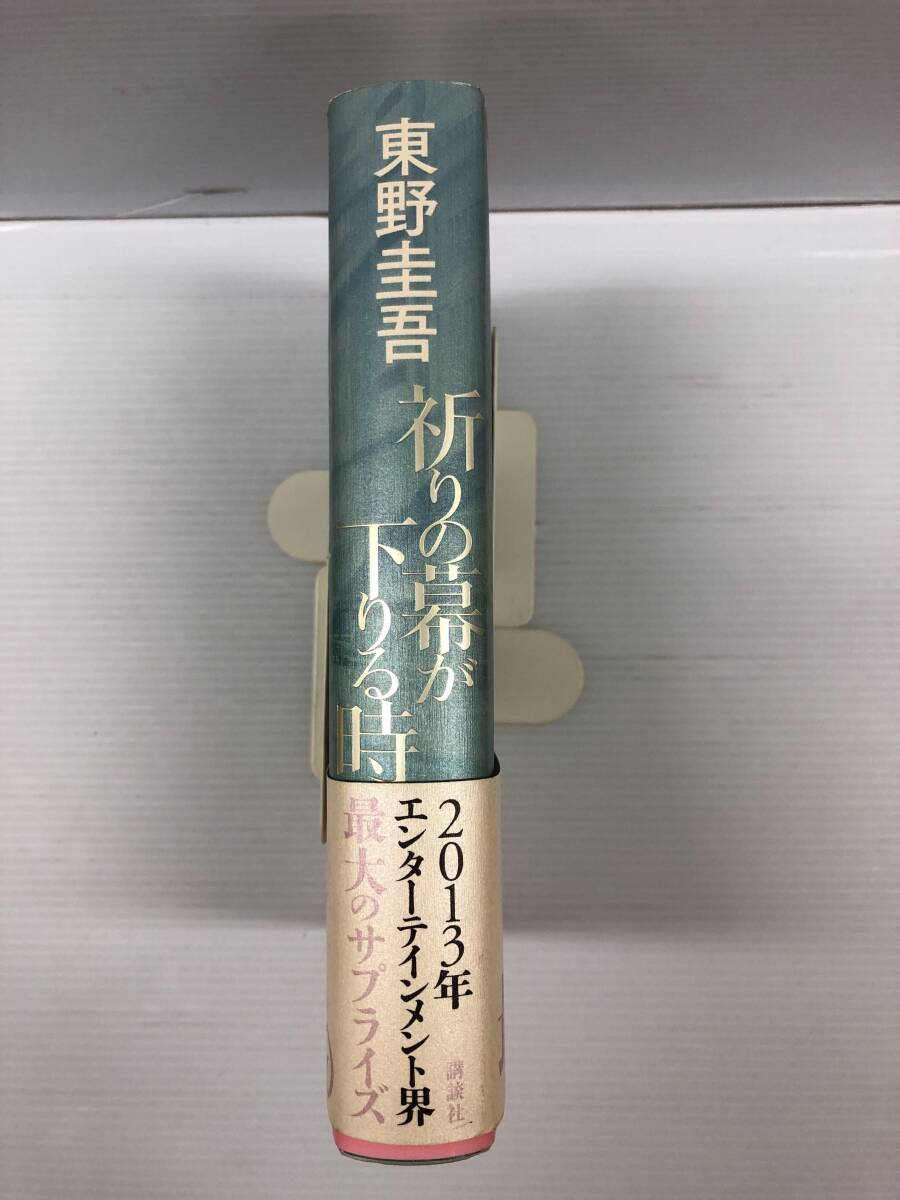 東野圭吾
祈りの幕が
下りる時
2013年
エンターテインメント界
最大のサプライズ
講談社